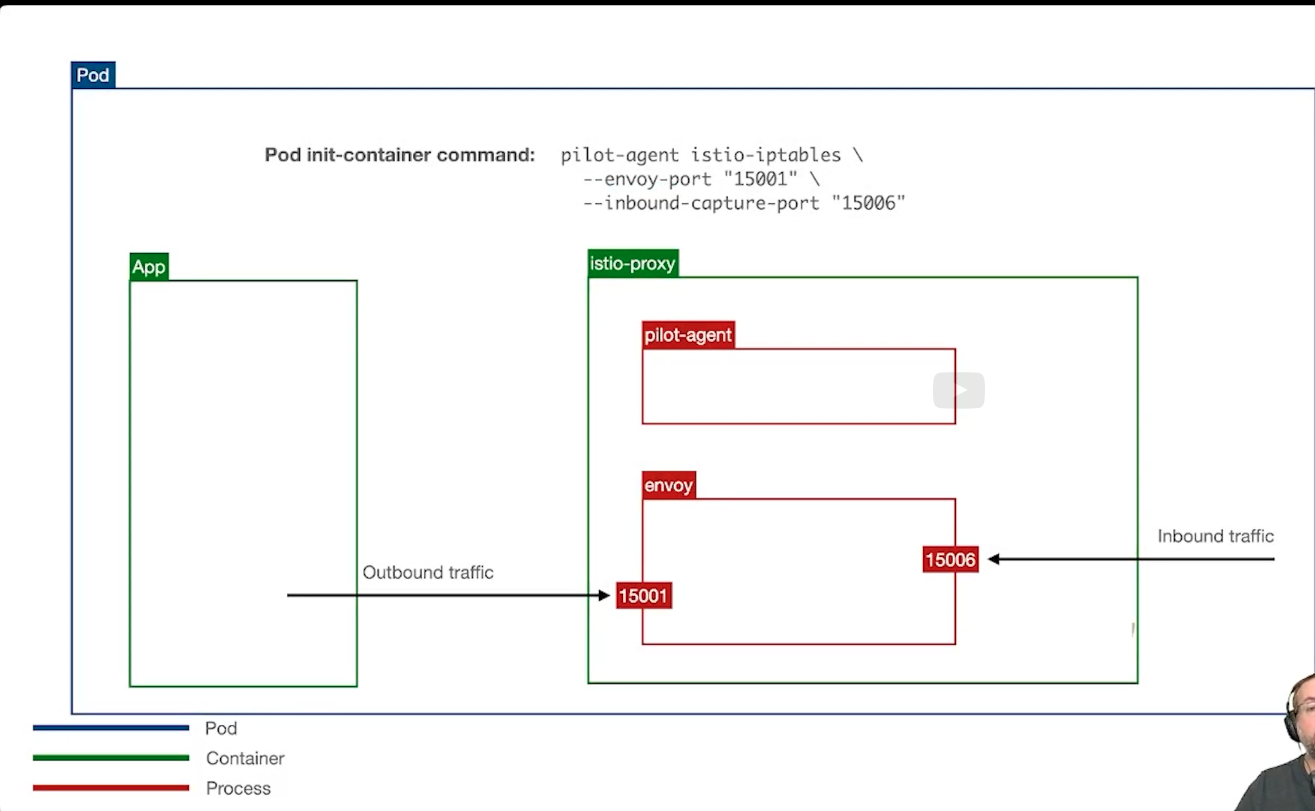 Pod
Pod init-container command: pilot-agent istio-iptables \
--envoy-port "15001" \
--inbound-capture-port "15006"
App
istio-proxy
pilot-agent
envoy
Inbound traffic
15006
Outbound traffic
15001
Pod
Container
Process